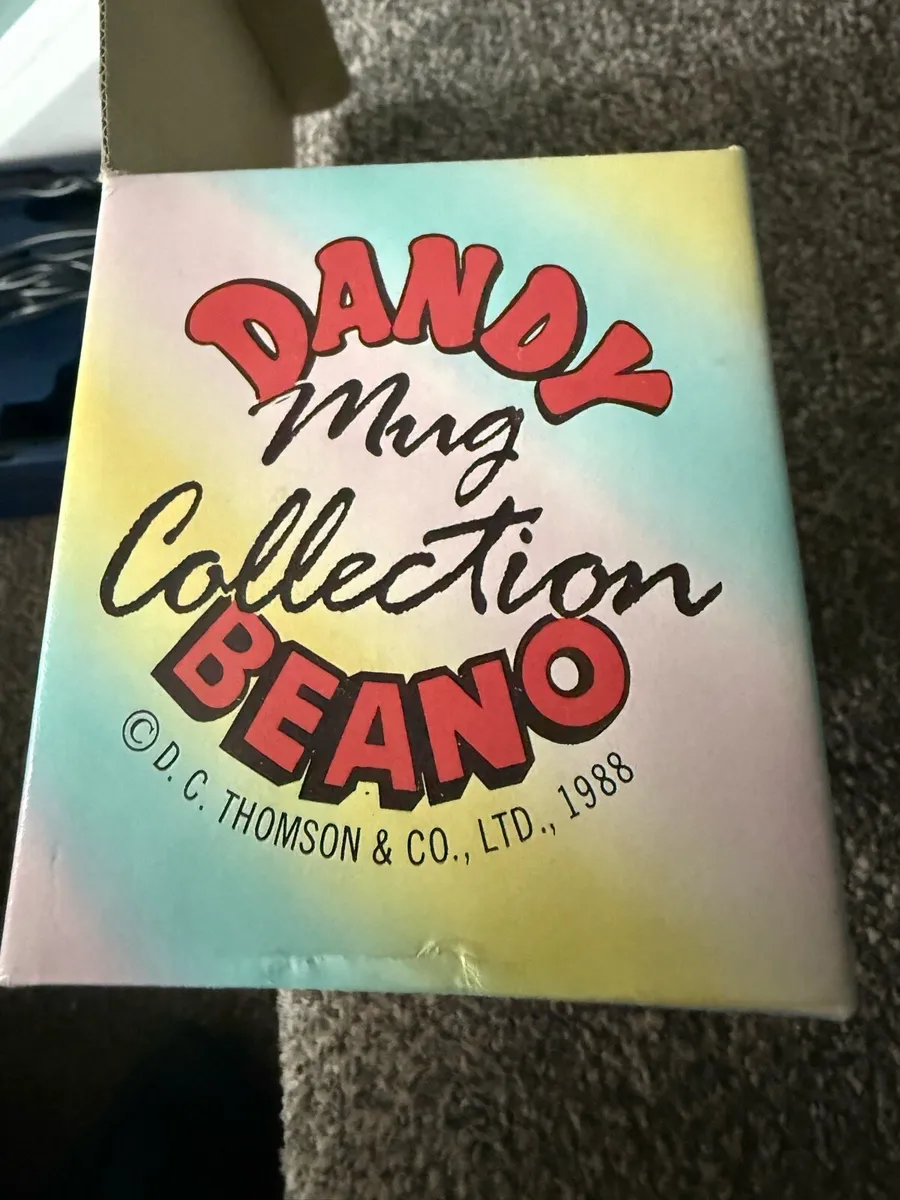 DANDY
Mug
Collection
BEANO
© D. C. THOMSON & CO., LTD., 1988